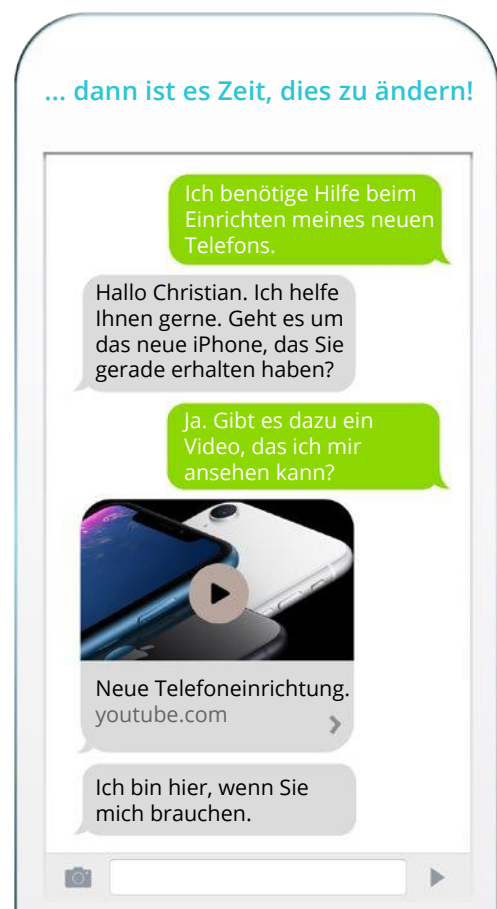 ... dann ist es Zeit, dies zu ändern!
Ich benötige Hilfe beim
Einrichten meines neuen
Telefons.
Hallo Christian. Ich helfe
Ihnen gerne. Geht es um
das neue iPhone, das Sie
gerade erhalten haben?
Ja. Gibt es dazu ein
Video, das ich mir
ansehen kann?
Neue Telefoneinrichtung.
youtube.com
Ich bin hier, wenn Sie
mich brauchen.